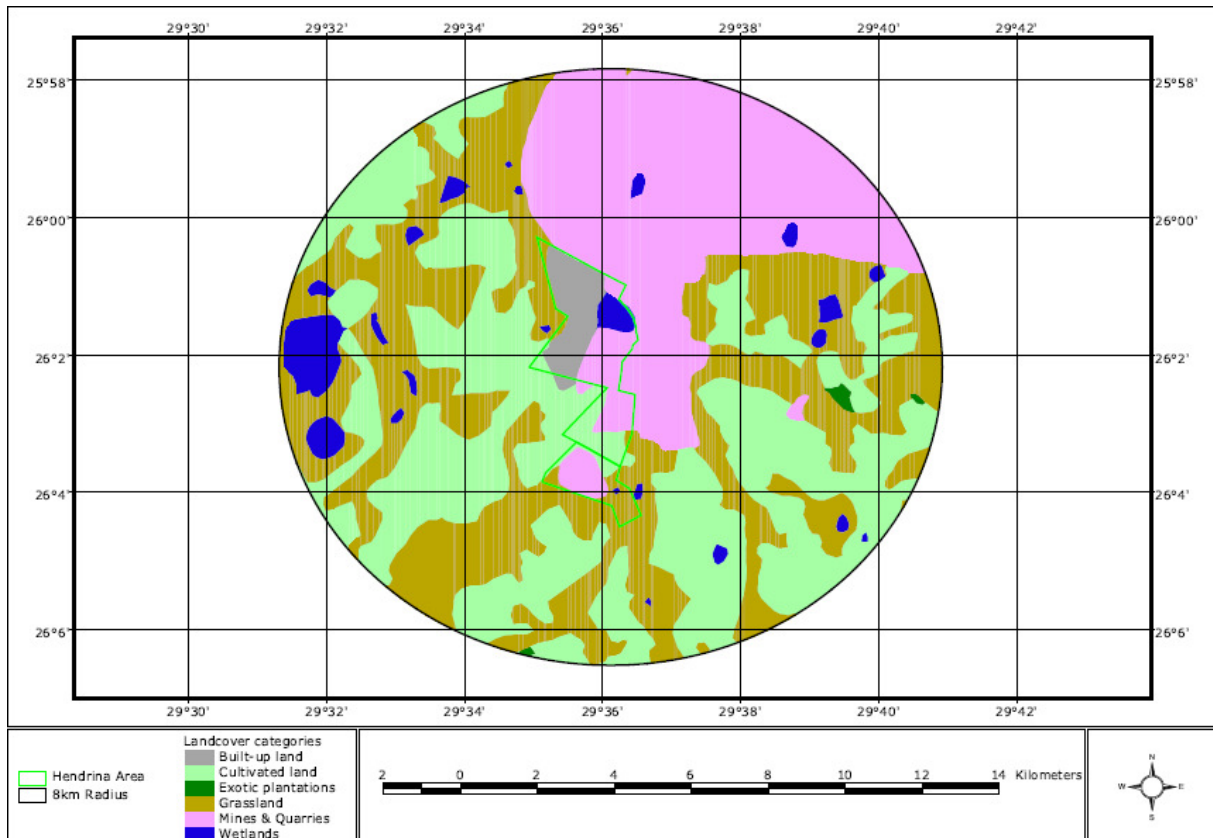 29°30' 29°32' 29°34' 29°36' 29°38' 29°40' 29°42'
25°58' 25°58'
26°00' 26°00'
26°2' 26°2'
26°4' 26°4'
26°6' 26°6'
29°30' 29°32' 29°34' 29°36' 29°38' 29°40' 29°42'
Hendrina Area
8km Radius
Landcover categories
Built-up land
Cultivated land
Exotic plantations
Grassland
Mines & Quarries
Wetlands
2 0 2 4 6 8 10 12 14 Kilometers
N
W E
S